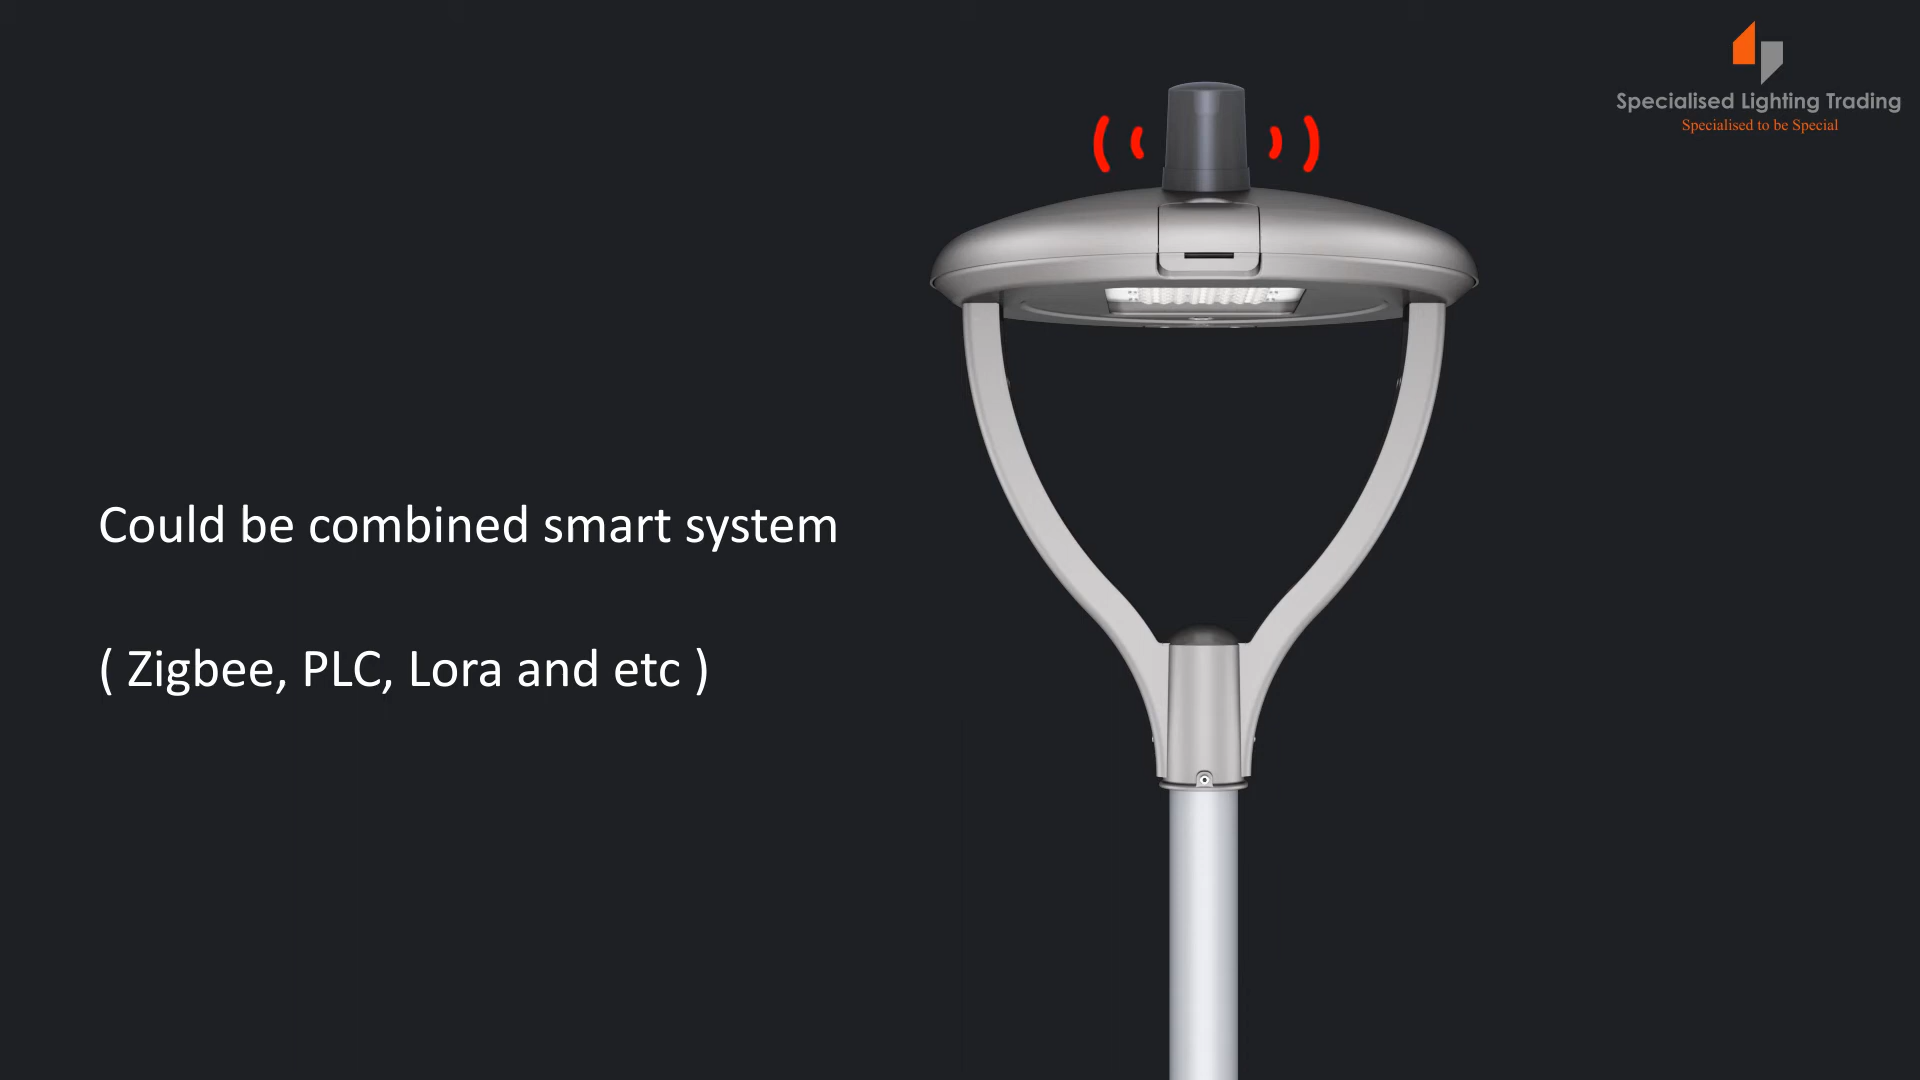 Specialised Lighting Trading
Specialised to be Special
Could be combined smart system
( Zigbee, PLC, Lora and etc )